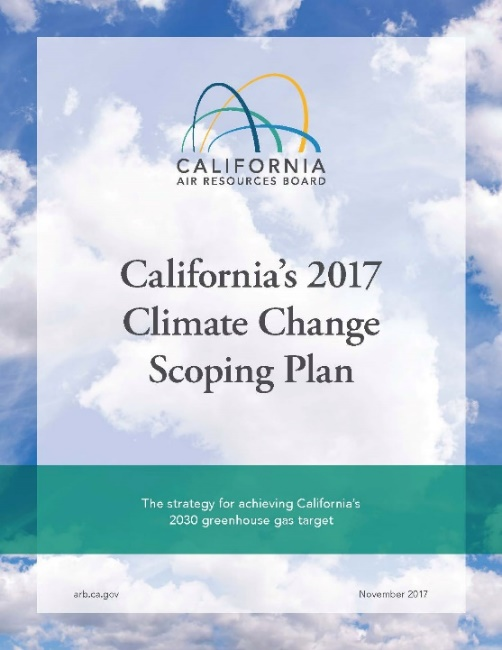 CALIFORNIA
AIR RESOURCES BOARD
California's 2017
Climate Change
Scoping Plan
The strategy for achieving California's
2030 greenhouse gas target
arb.ca.gov
November 2017